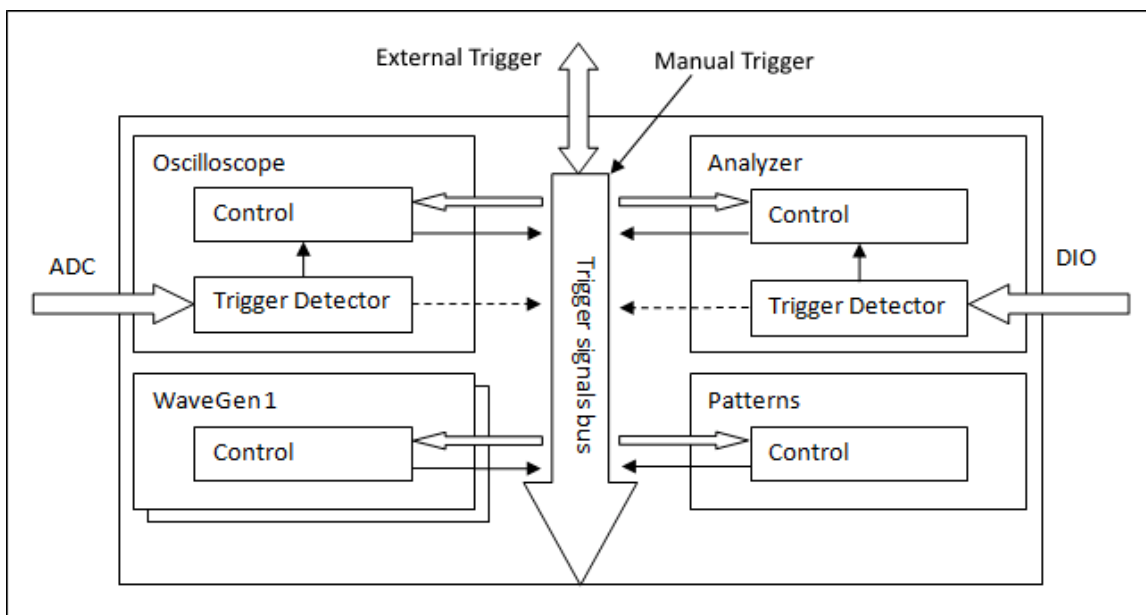 External Trigger
Manual Trigger
Oscilloscope
Control
ADC
Trigger Detector
WaveGen 1
Control
Trigger signals bus
Analyzer
Control
DIO
Trigger Detector
Patterns
Control